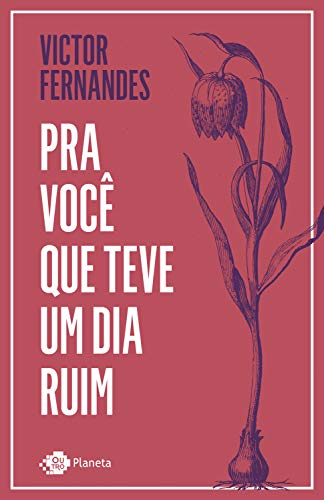 VICTOR
FERNANDES
PRA
VOCÊ
QUE TEVE
UM DIA
RUIM
OU
TRO
Planeta